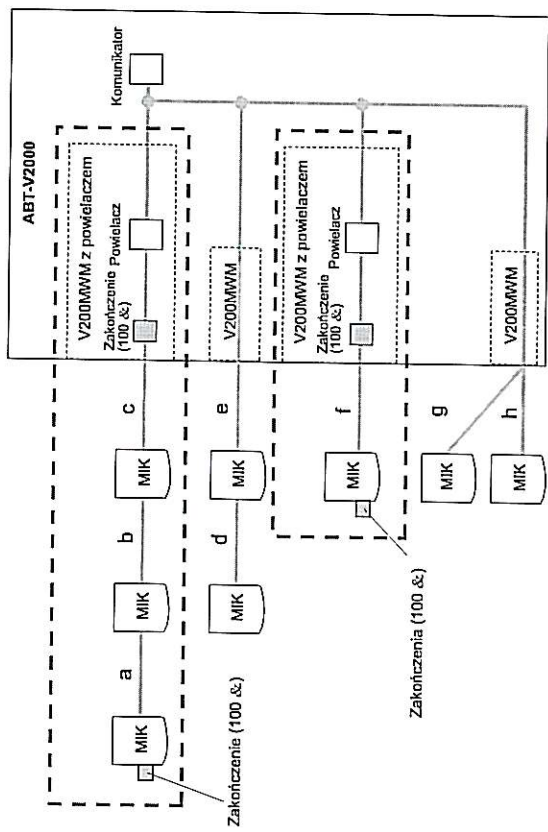 ABT-V2000
Komunikator
V200MWM z powielaczem
Zakończenie
(100 &)
Powielacz
MIK
a
MIK
b
MIK
c
Zakończenie (100 &)
V200MWM
MIK
d
MIK
e
V200MWM z powielaczem
Zakończenie
(100 &)
Powielacz
MIK
f
Zakończenia (100 &)
V200MWM
MIK
g
MIK
h